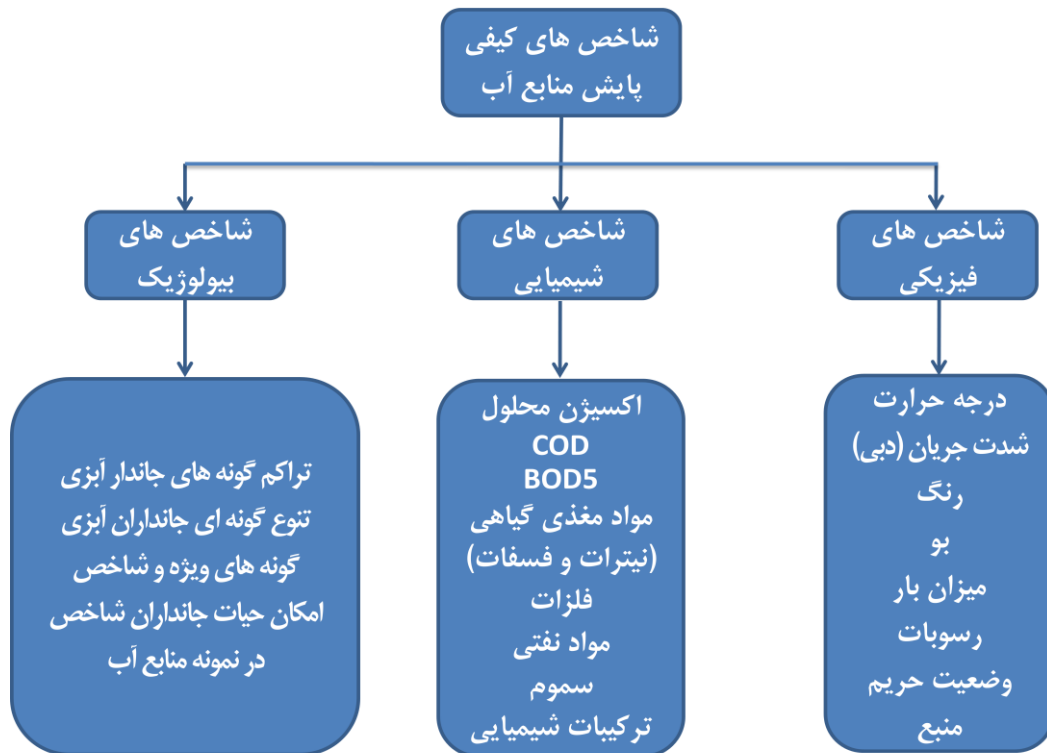 شاخص های کیفی
پایش منابع آب
شاخص های
فیزیکی
شاخص های
شیمیایی
شاخص های
بیولوژیک
درجه حرارت
شدت جریان (دبی)
رنگ
بو
میزان بار
رسوبات
وضعیت حریم
منبع
اکسیژن محلول
COD
BOD5
مواد مغذی گیاهی
(نیترات و فسفات)
فلزات
مواد نفتی
سموم
ترکیبات شیمیایی
تراکم گونه های جاندار آبزی
تنوع گونه ای جانداران آبزی
گونه های ویژه و شاخص
امکان حیات جانداران شاخص
در نمونه منابع آب